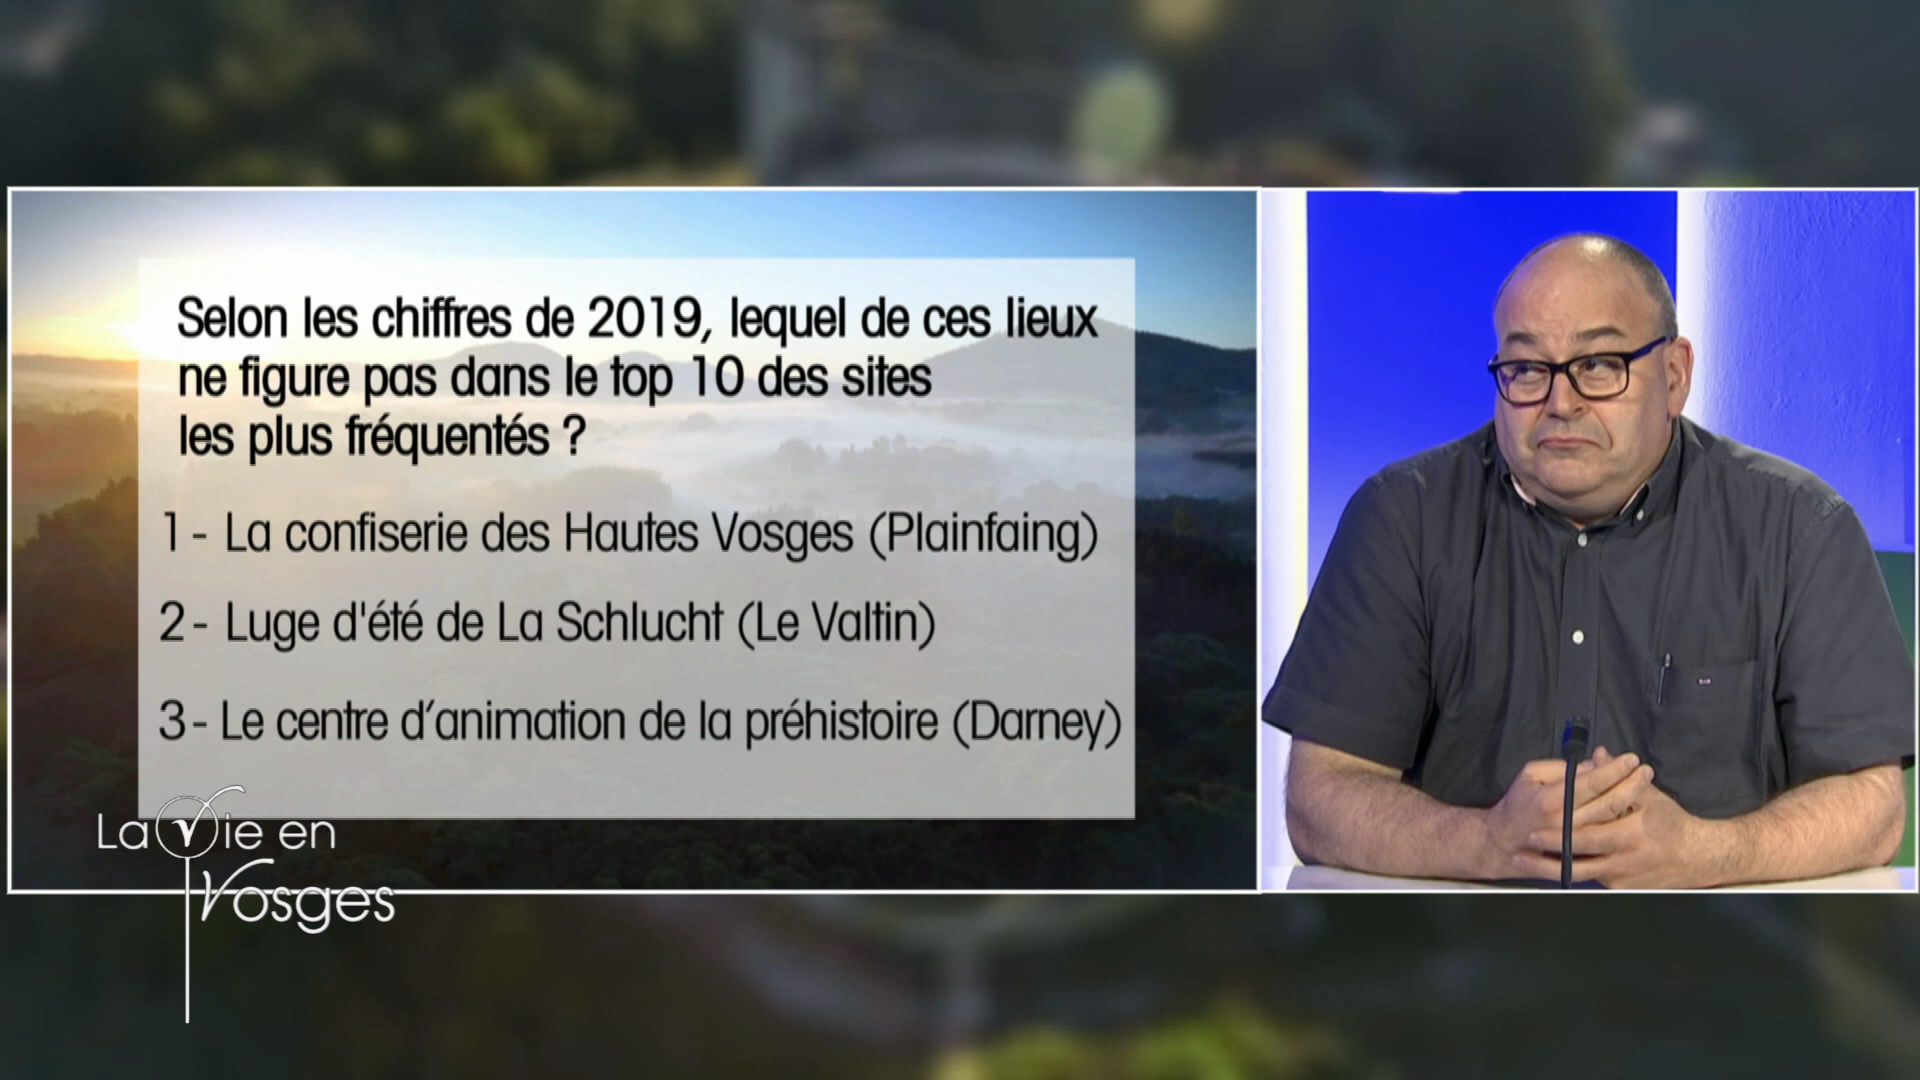 Selon les chiffres de 2019, lequel de ces lieux
ne figure pas dans le top 10 des sites
les plus fréquentés ?
1- La confiserie des Hautes Vosges (Plainfaing)
2- Luge d'été de La Schlucht (Le Valtin)
3- Le centre d’animation de la préhistoire (Darney)
La Vie en
Vosges